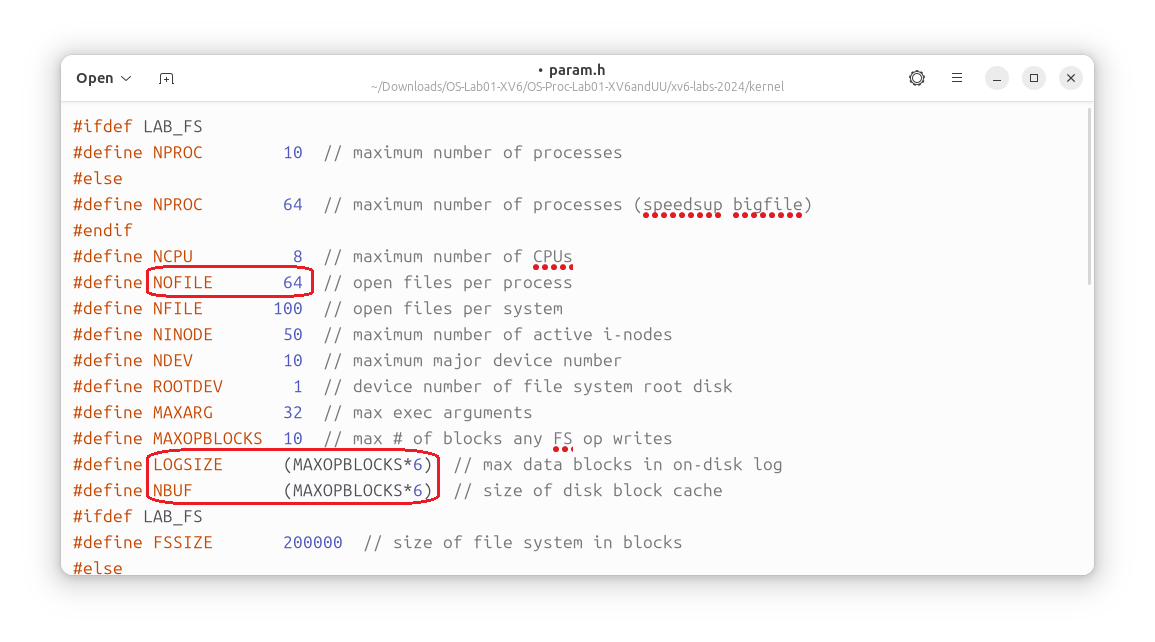 Open
• param.h
~/Downloads/OS-Lab01-XV6/OS-Proc-Lab01-XV6andUU/xv6-labs-2024/kernel
#ifdef LAB_FS
#define NPROC        10  // maximum number of processes
#else
#define NPROC        64  // maximum number of processes (speedsup bigfile)
#endif
#define NCPU          8  // maximum number of CPUs
#define NOFILE       64  // open files per process
#define NFILE       100  // open files per system
#define NINODE       50  // maximum number of active i-nodes
#define NDEV         10  // maximum major device number
#define ROOTDEV       1  // device number of file system root disk
#define MAXARG       32  // max exec arguments
#define MAXOPBLOCKS  10  // max # of blocks any FS op writes
#define LOGSIZE      (MAXOPBLOCKS*6)  // max data blocks in on-disk log
#define NBUF         (MAXOPBLOCKS*6)  // size of disk block cache
#ifdef LAB_FS
#define FSSIZE       200000  // size of file system in blocks
#else